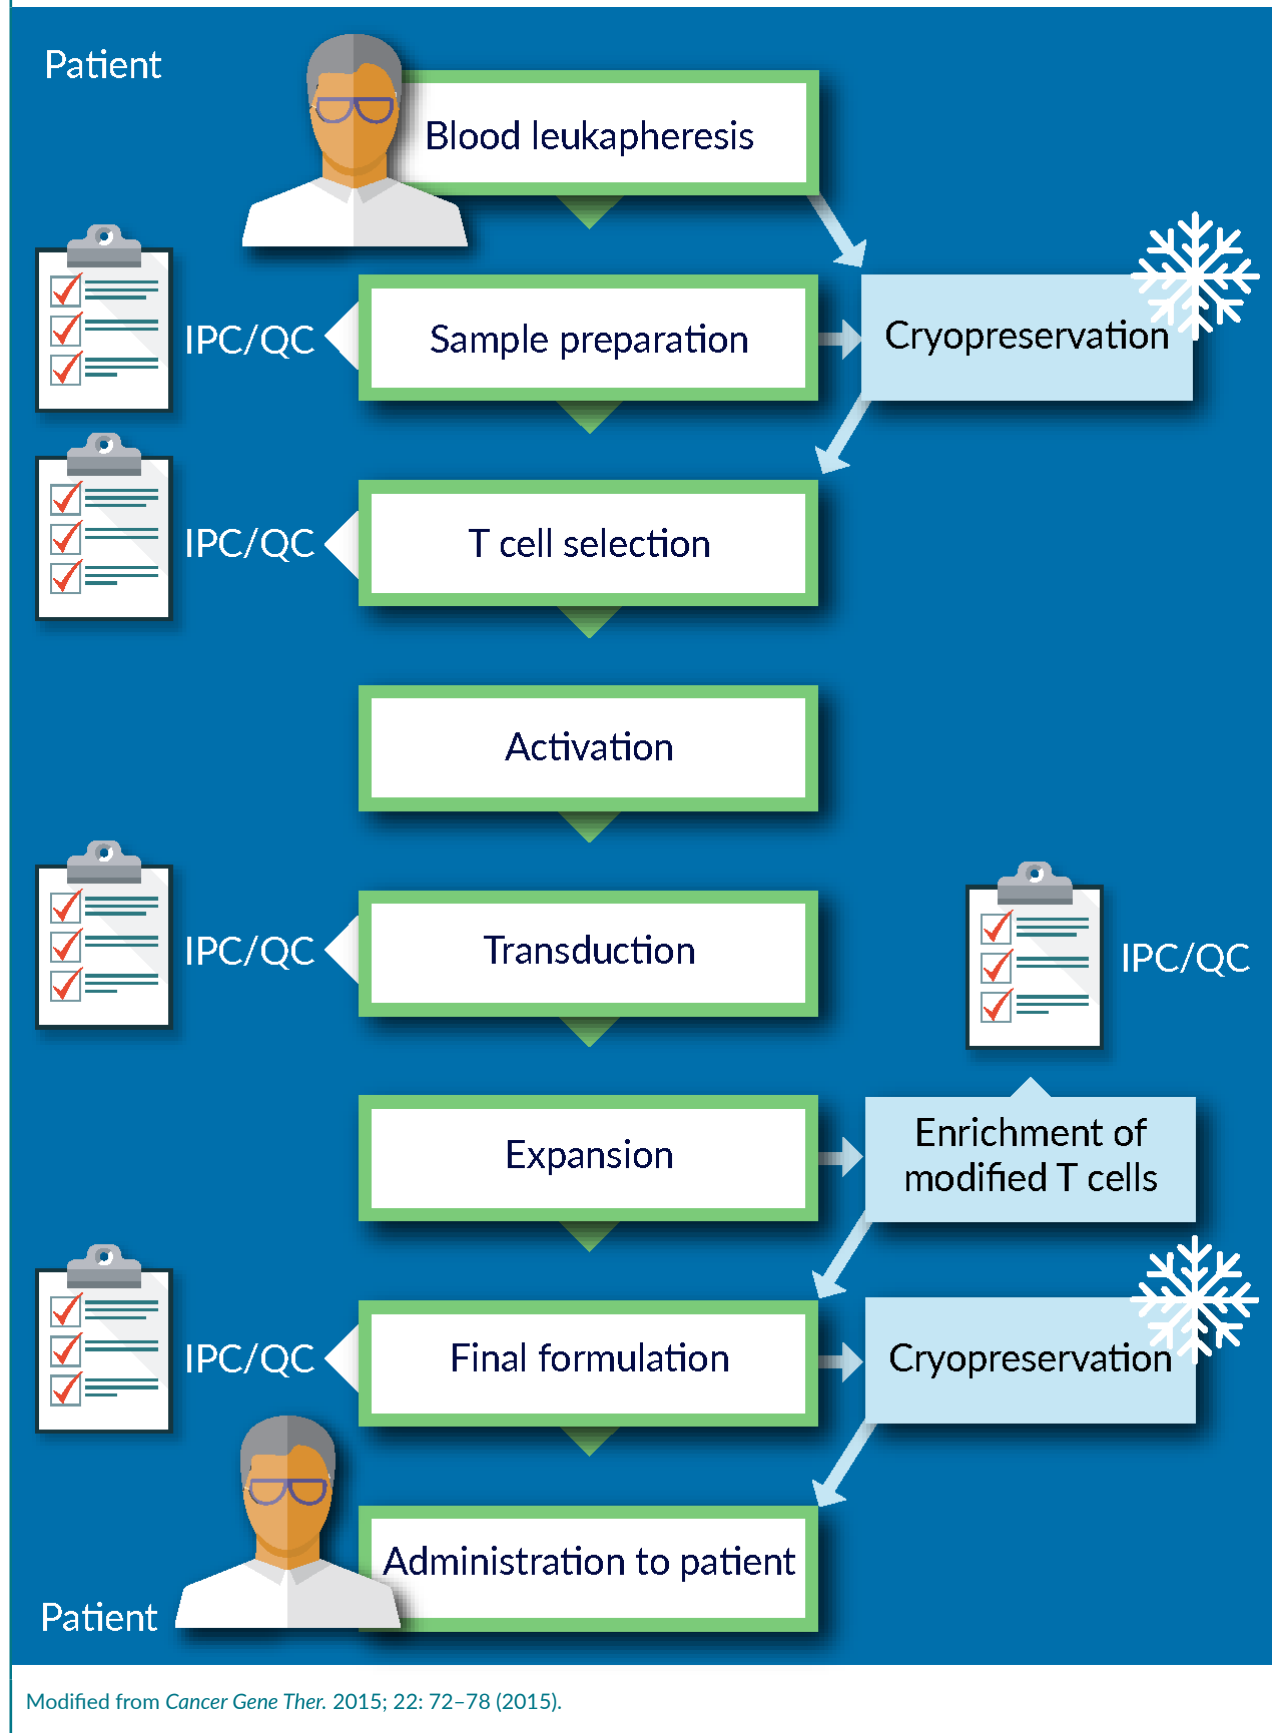 Patient
Blood leukapheresis
IPC/QC
Sample preparation
Cryopreservation
IPC/QC
T cell selection
Activation
IPC/QC
Transduction
IPC/QC
Expansion
Enrichment of
modified T cells
IPC/QC
Final formulation
Cryopreservation
Administration to patient
Patient
Modified from Cancer Gene Ther. 2015; 22: 72–78 (2015).